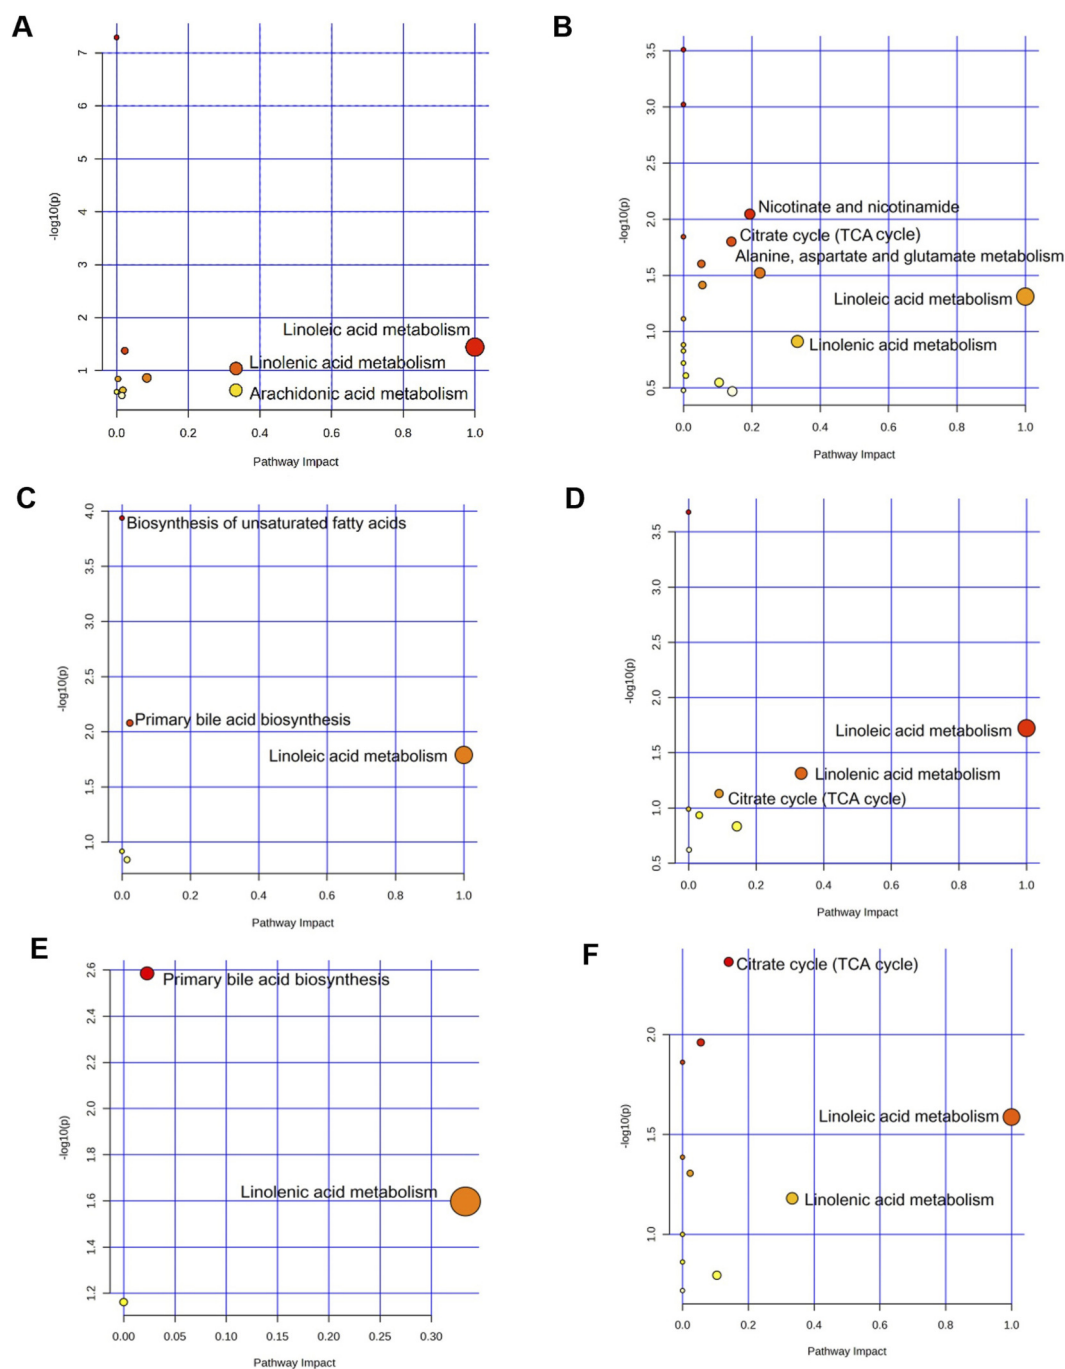 A
-log10(p)
7
6
5
4
3
2
1
Linoleic acid metabolism
Linolenic acid metabolism
Arachidonic acid metabolism
0.0 0.2 0.4 0.6 0.8 1.0
Pathway Impact
B
-log10(p)
3.5
3.0
2.5
2.0
1.5
1.0
0.5
Nicotinate and nicotinamide
Citrate cycle (TCA cycle)
Alanine, aspartate and glutamate metabolism
Linoleic acid metabolism
Linolenic acid metabolism
0.0 0.2 0.4 0.6 0.8 1.0
Pathway Impact
C
-log10(p)
4.0
3.5
3.0
2.5
2.0
1.5
1.0
Biosynthesis of unsaturated fatty acids
Primary bile acid biosynthesis
Linoleic acid metabolism
0.0 0.2 0.4 0.6 0.8 1.0
Pathway Impact
D
-log10(p)
3.5
3.0
2.5
2.0
1.5
1.0
0.5
Linoleic acid metabolism
Linolenic acid metabolism
Citrate cycle (TCA cycle)
0.0 0.2 0.4 0.6 0.8 1.0
Pathway Impact
E
-log10(p)
2.6
2.4
2.2
2.0
1.8
1.6
1.4
1.2
Primary bile acid biosynthesis
Linolenic acid metabolism
0.00 0.05 0.10 0.15 0.20 0.25 0.30
Pathway Impact
F
-log10(p)
2.0
1.5
1.0
Citrate cycle (TCA cycle)
Linoleic acid metabolism
Linolenic acid metabolism
0.0 0.2 0.4 0.6 0.8 1.0
Pathway Impact